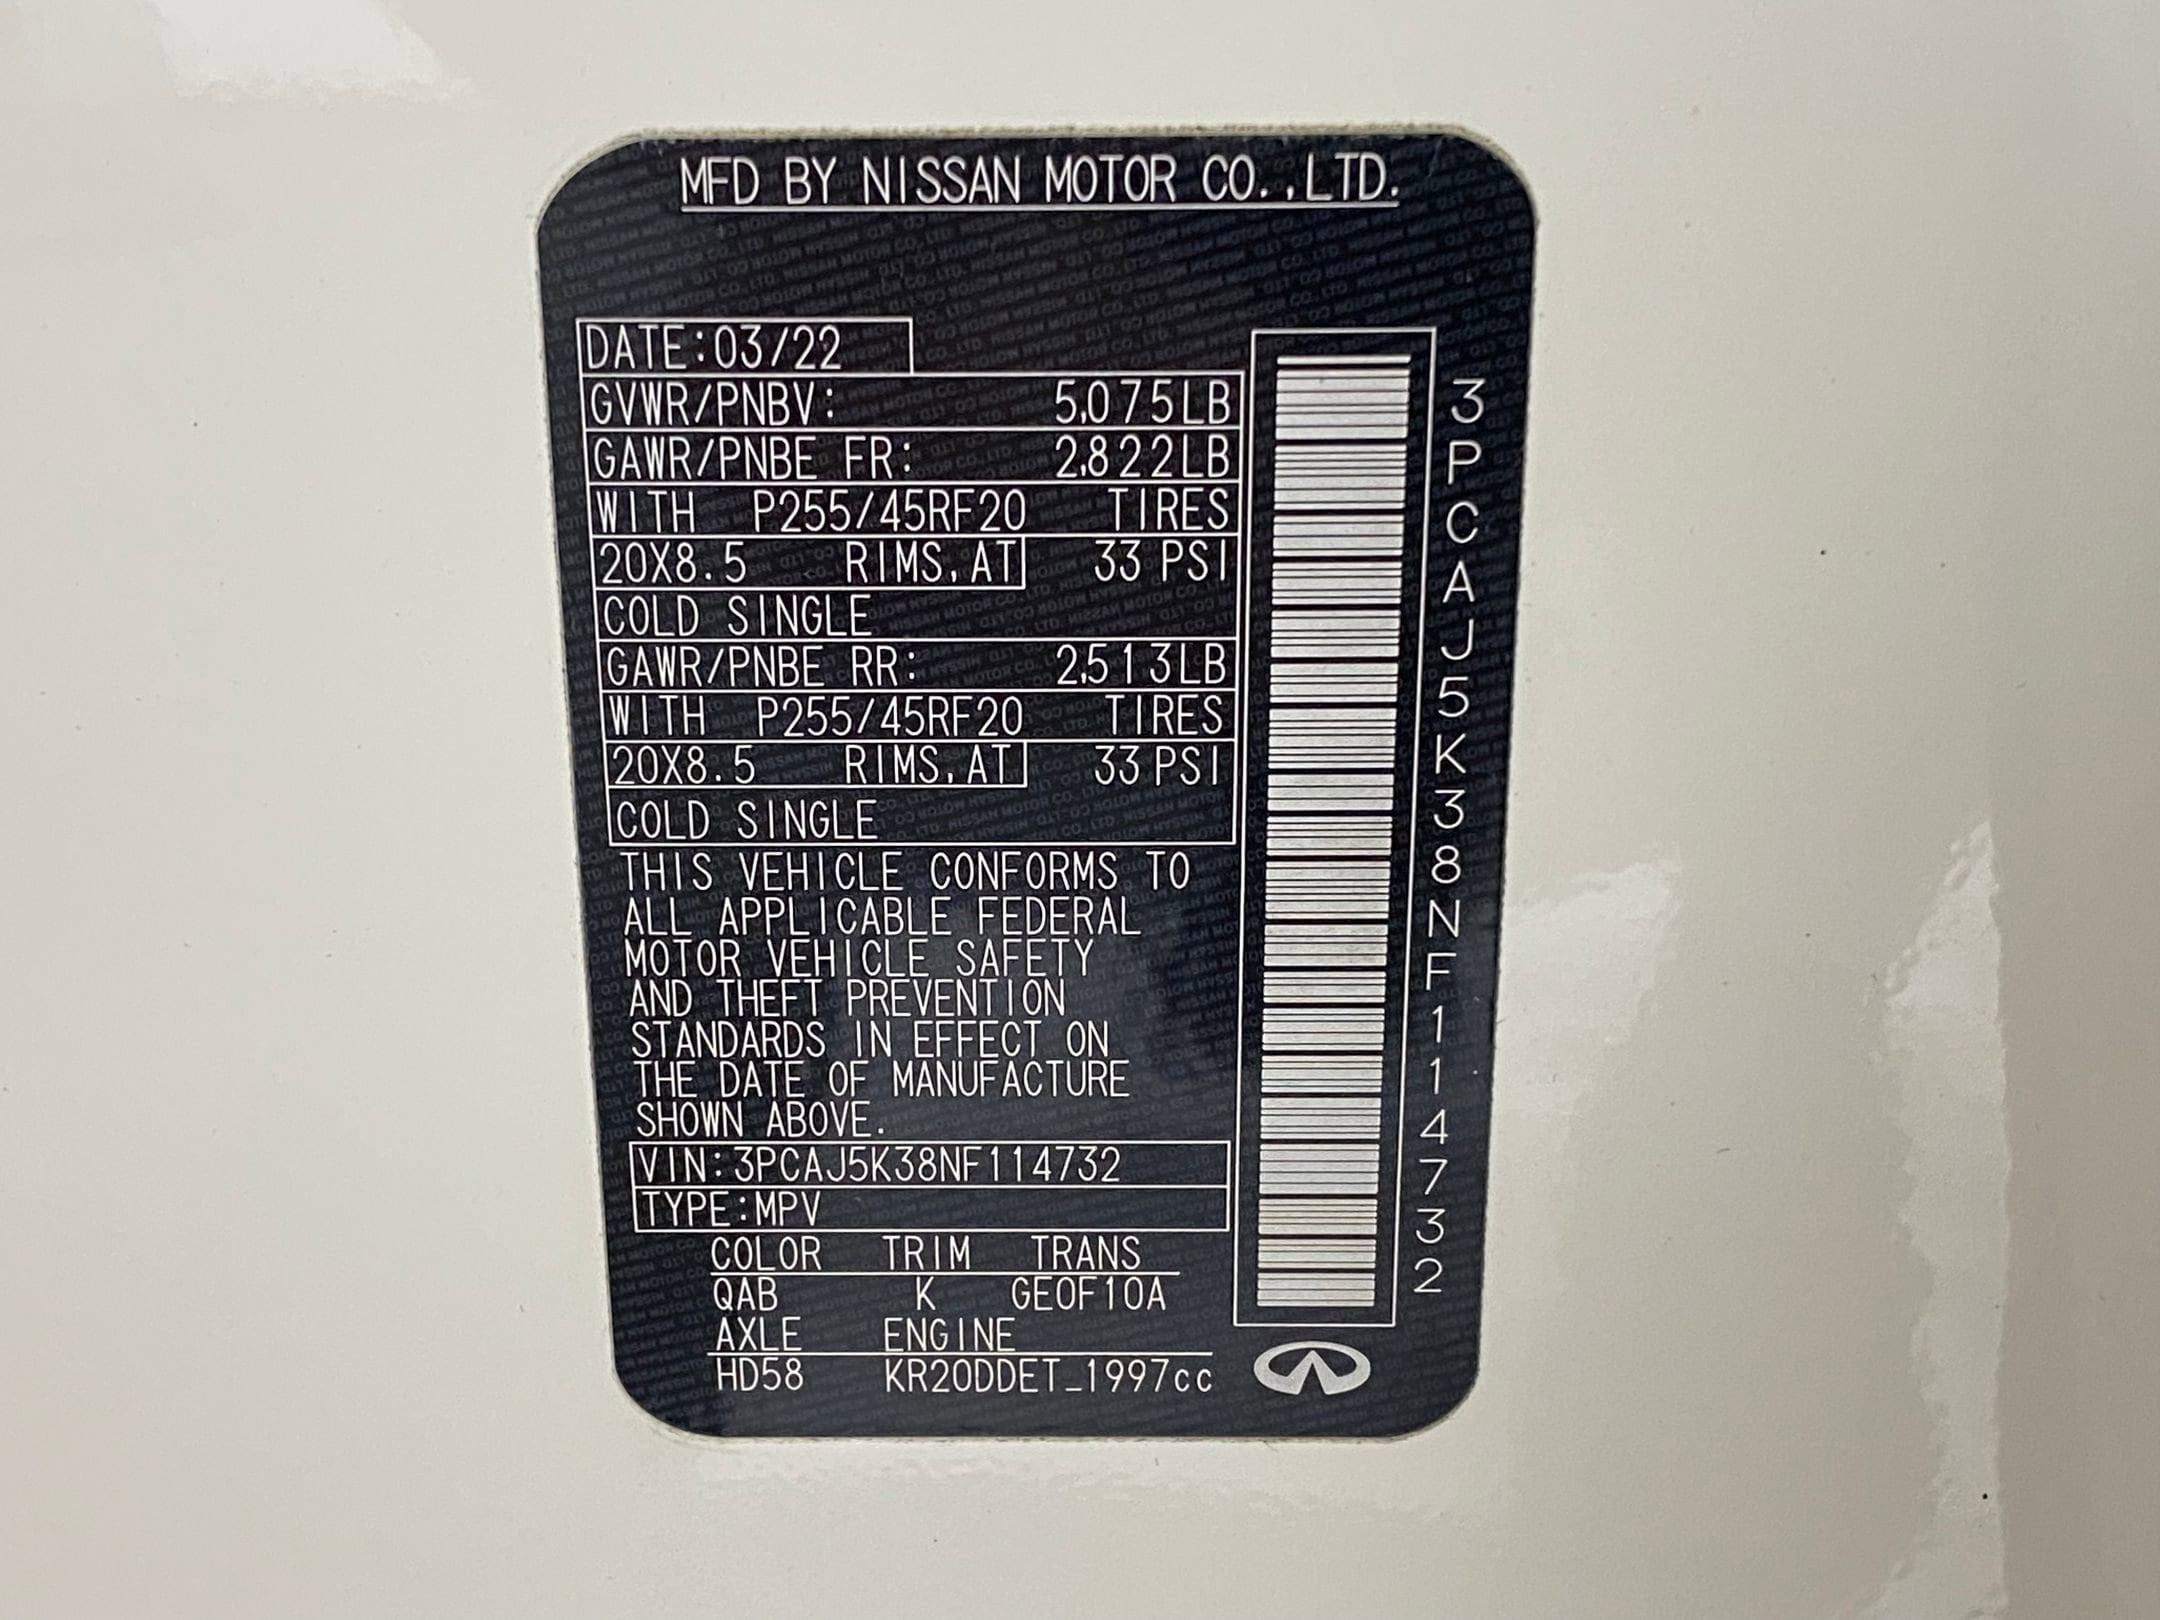 MFD BY NISSAN MOTOR CO.,LTD.
DATE:03/22
GVWR/PNBV: 5,075LB
GAWR/PNBE FR: 2,822LB
WITH P255/45RF20 TIRES
20X8.5 RIMS,AT 33 PSI
COLD SINGLE
GAWR/PNBE RR: 2,513LB
WITH P255/45RF20 TIRES
20X8.5 RIMS,AT 33 PSI
COLD SINGLE
THIS VEHICLE CONFORMS TO
ALL APPLICABLE FEDERAL
MOTOR VEHICLE SAFETY
AND THEFT PREVENTION
STANDARDS IN EFFECT ON
THE DATE OF MANUFACTURE
SHOWN ABOVE.
VIN:3PCAJ5K38NF114732
TYPE:MPV
COLOR TRIM TRANS
QAB K GE0F10A
AXLE ENGINE
HD58 KR20DDET_1997cc
3PCAJ5K38NF114732